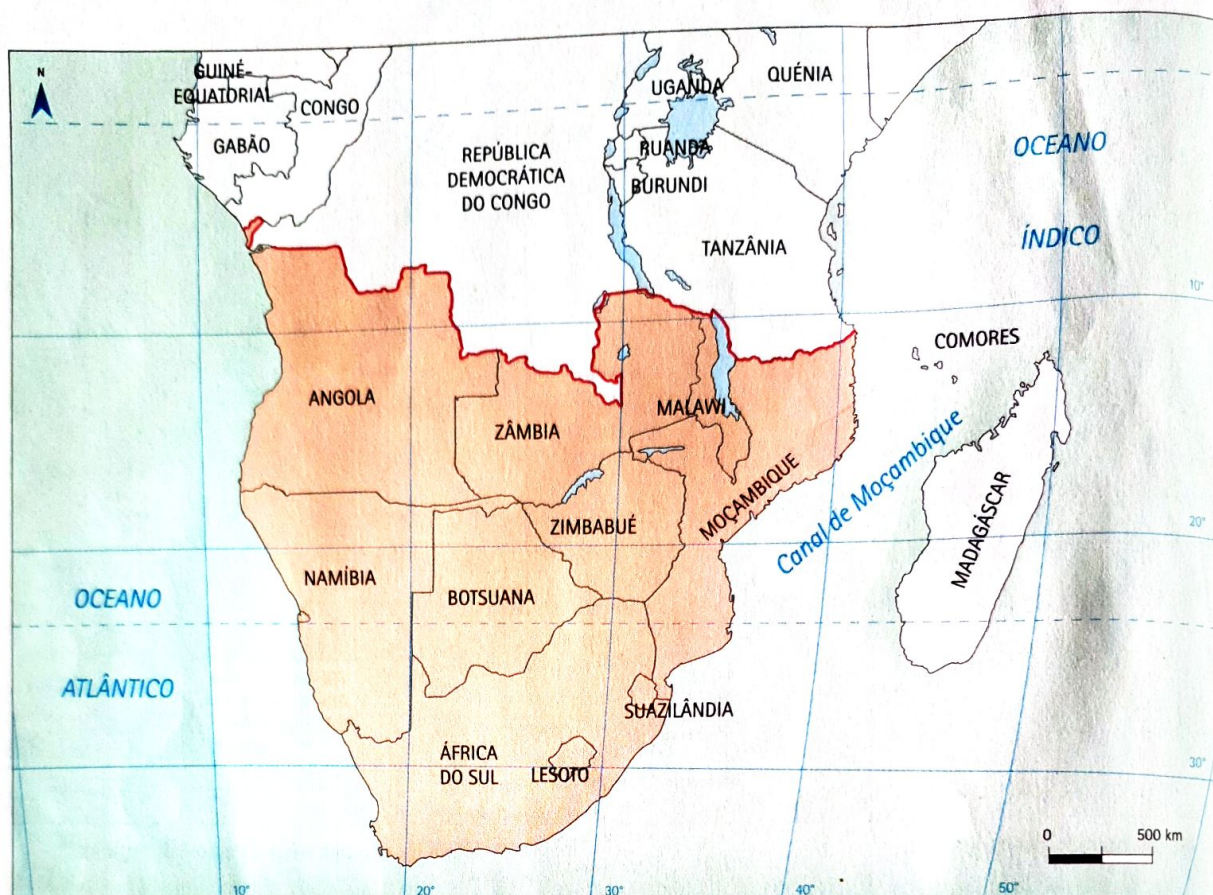 N
GUINÉ-
EQUATORIAL
CONGO
GABÃO
UGANDA
QUÉNIA
REPÚBLICA
DEMOCRÁTICA
DO CONGO
RUANDA
BURUNDI
TANZÂNIA
OCEANO
ÍNDICO
10°
COMORES
ANGOLA
ZÂMBIA
MALAWI
MOÇAMBIQUE
Canal de Moçambique
MADAGÁSCAR
ZIMBABUÉ
20°
NAMÍBIA
BOTSUANA
OCEANO
ATLÂNTICO
SUAZILÂNDIA
ÁFRICA
DO SUL
LESOTO
30°
0 500 km
10° 20° 30° 40° 50°